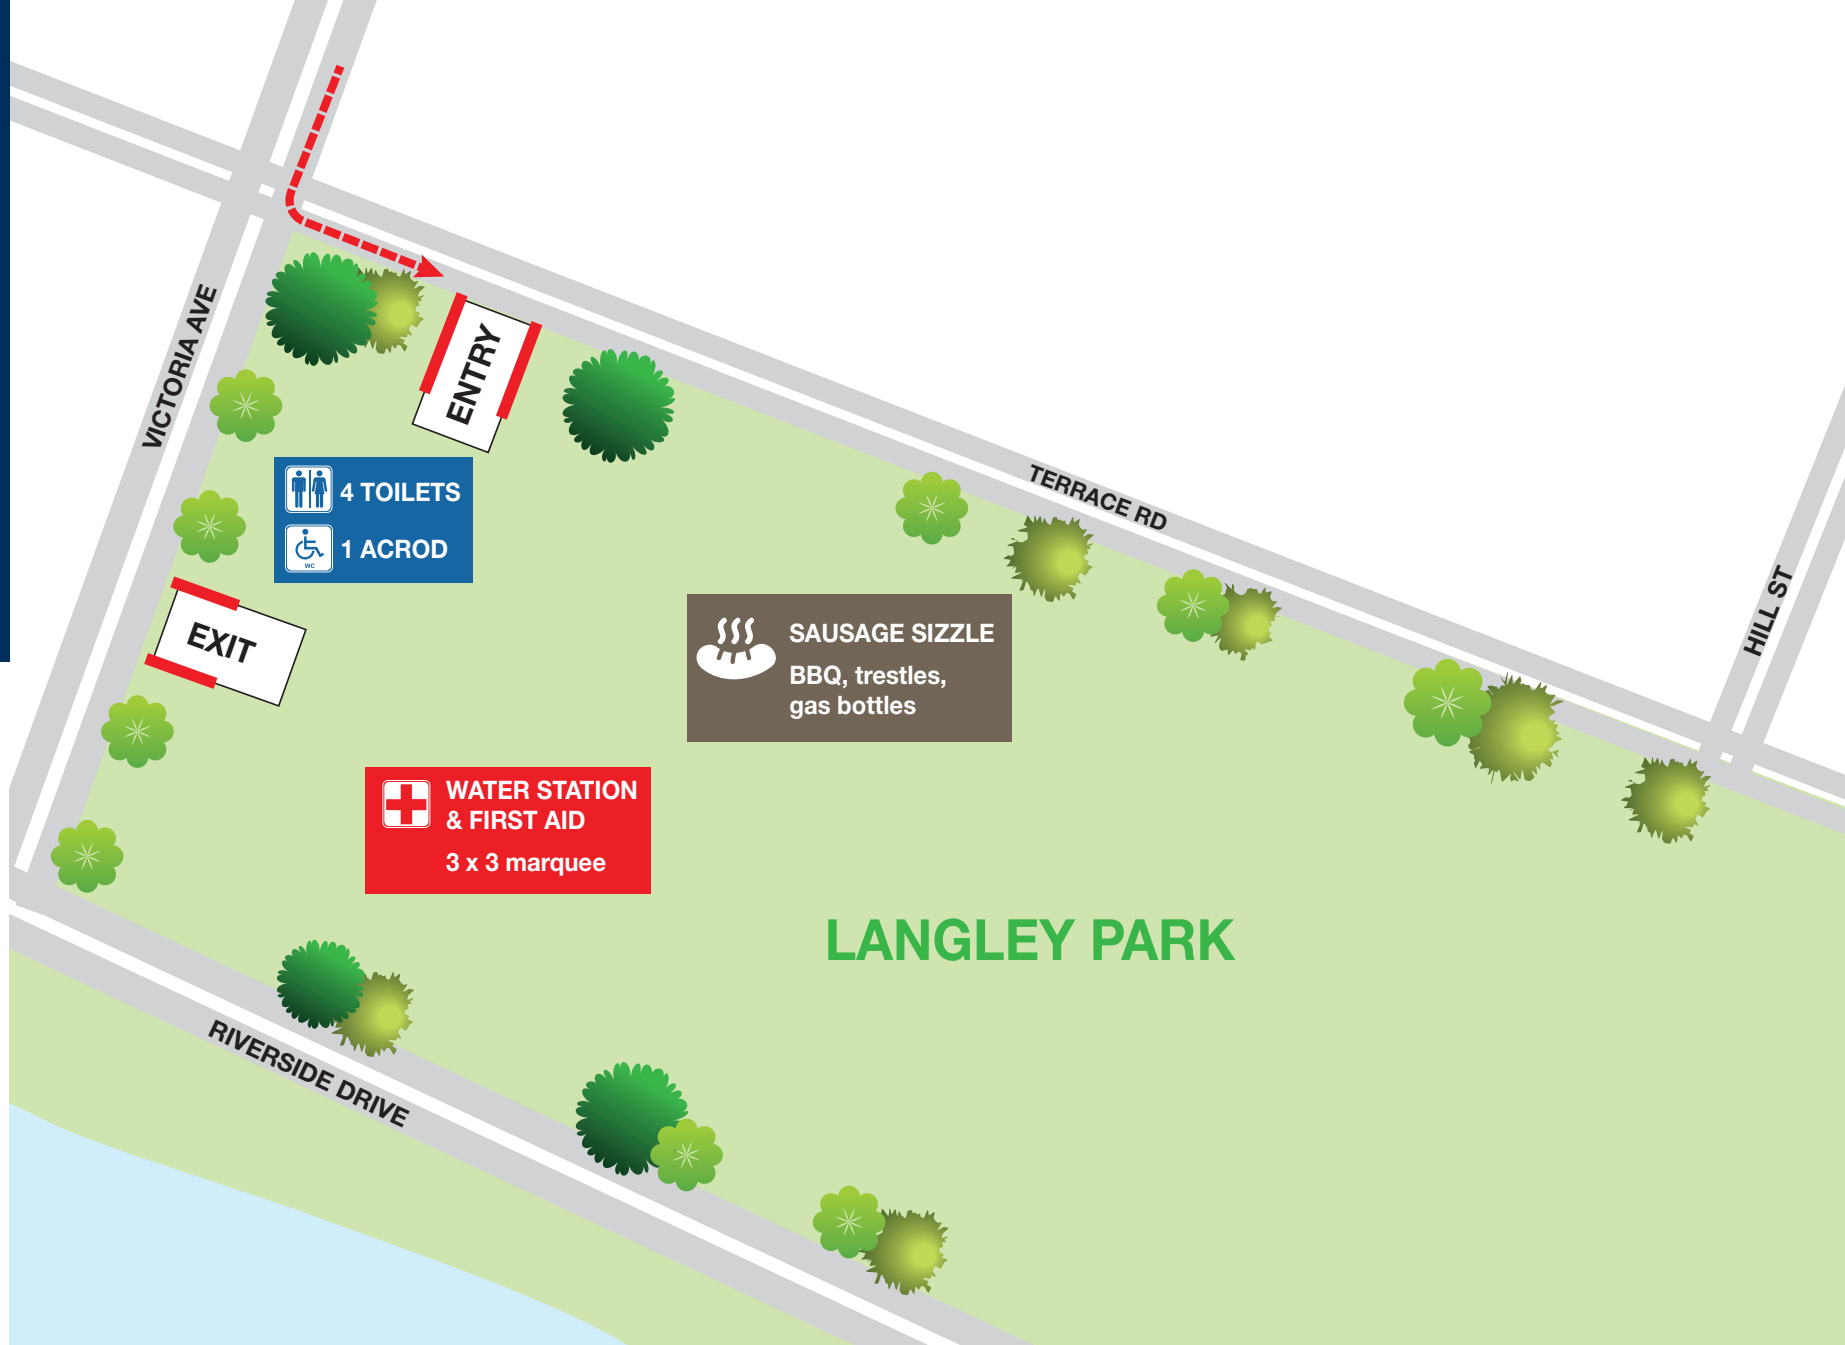 VICTORIA AVE
ENTRY
4 TOILETS
WC
1 ACROD
EXIT
TERRACE RD
HILL ST
SAUSAGE SIZZLE
BBQ, trestles,
gas bottles
WATER STATION
& FIRST AID
3 x 3 marquee
LANGLEY PARK
RIVERSIDE DRIVE